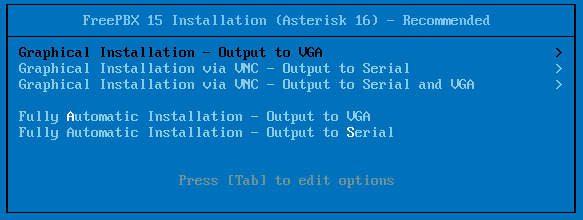 FreePBX 15 Installation (Asterisk 16) - Recommended
Graphical Installation - Output to VGA >
Graphical Installation via VNC - Output to Serial >
Graphical Installation via VNC - Output to Serial and VGA >
Fully Automatic Installation - Output to VGA
Fully Automatic Installation - Output to Serial
Press [Tab] to edit options